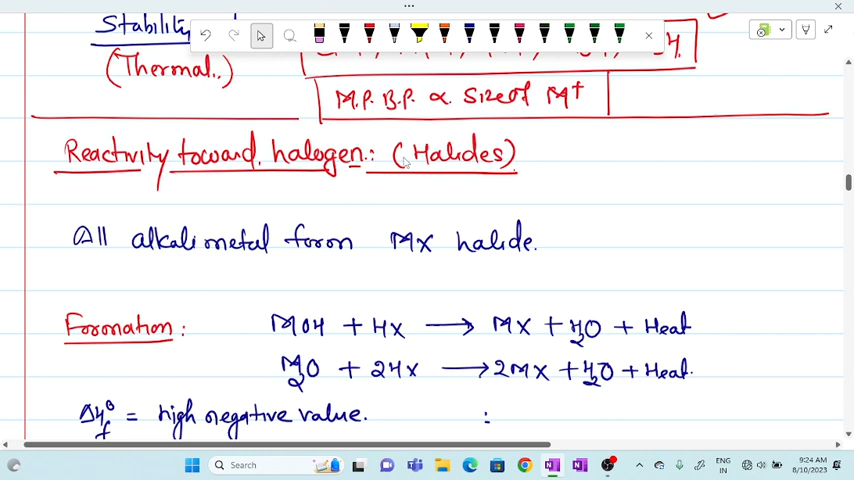 Stability
(Thermal..)
M.P. B.P. ∝ Size of M⁺
Reactivity toward halogen: (Halides)
All alkali metal form MX halide.
Formation: MOH + HX → MX + H₂O + Heat
M₂O + 2HX → 2MX + H₂O + Heat.
ΔH°f = high negative value. :
Search
ENG
IN
9:24 AM
8/10/2023